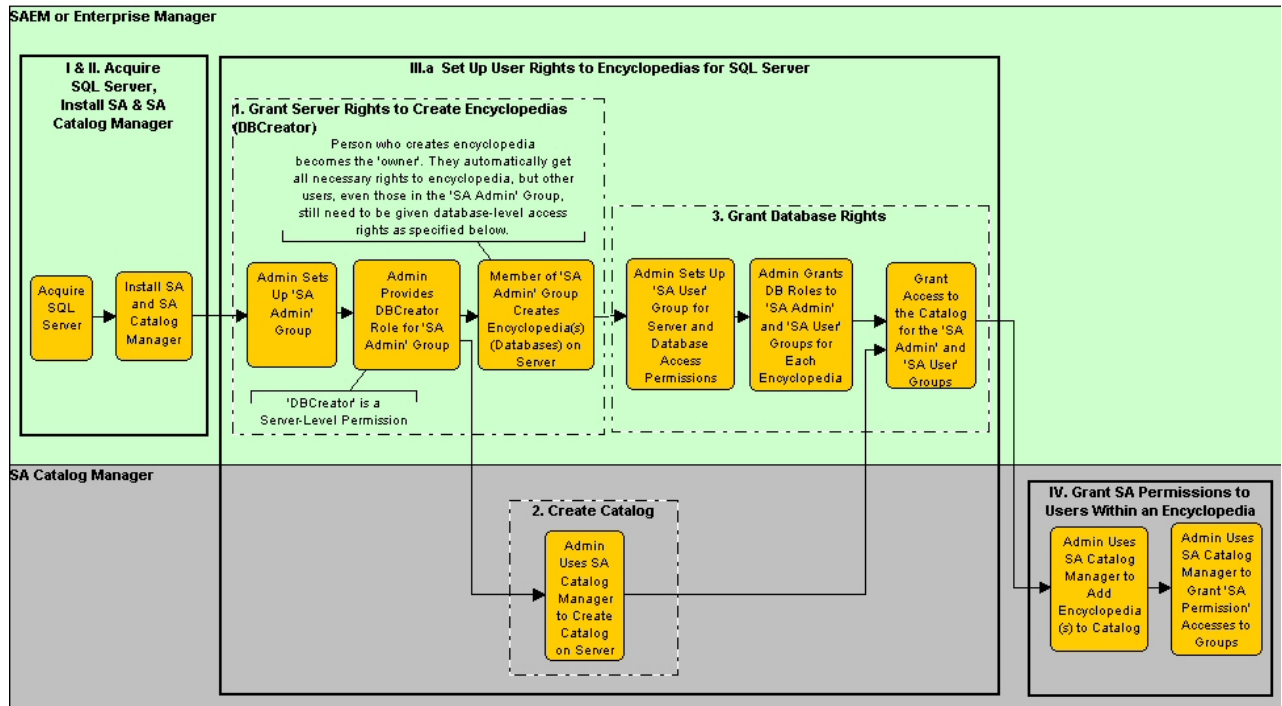 SAEM or Enterprise Manager
I & II. Acquire
SQL Server,
Install SA & SA
Catalog Manager
Acquire
SQL
Server
Install SA
and SA
Catalog
Manager
III.a Set Up User Rights to Encyclopedias for SQL Server
1. Grant Server Rights to Create Encyclopedias
(DBCreator)
Person who creates encyclopedia
becomes the 'owner'. They automatically get
all necessary rights to encyclopedia, but other
users, even those in the 'SA Admin' Group,
still need to be given database-level access
rights as specified below.
Admin Sets
Up 'SA
Admin'
Group
Admin
Provides
DBCreator
Role for 'SA
Admin' Group
Member of 'SA
Admin' Group
Creates
Encyclopedia(s)
(Databases) on
Server
'DBCreator' is a
Server-Level Permission
3. Grant Database Rights
Admin Sets Up
'SA User'
Group for
Server and
Database
Access
Permissions
Admin Grants
DB Roles to
'SA Admin'
and 'SA User'
Groups for
Each
Encyclopedia
Grant
Access to
the Catalog
for the 'SA
Admin' and
'SA User'
Groups
SA Catalog Manager
2. Create Catalog
Admin
Uses SA
Catalog
Manager
to Create
Catalog
on Server
IV. Grant SA Permissions to
Users Within an Encyclopedia
Admin Uses
SA Catalog
Manager to
Add
Encyclopedia
(s) to Catalog
Admin Uses
SA Catalog
Manager to
Grant 'SA
Permission'
Accesses to
Groups